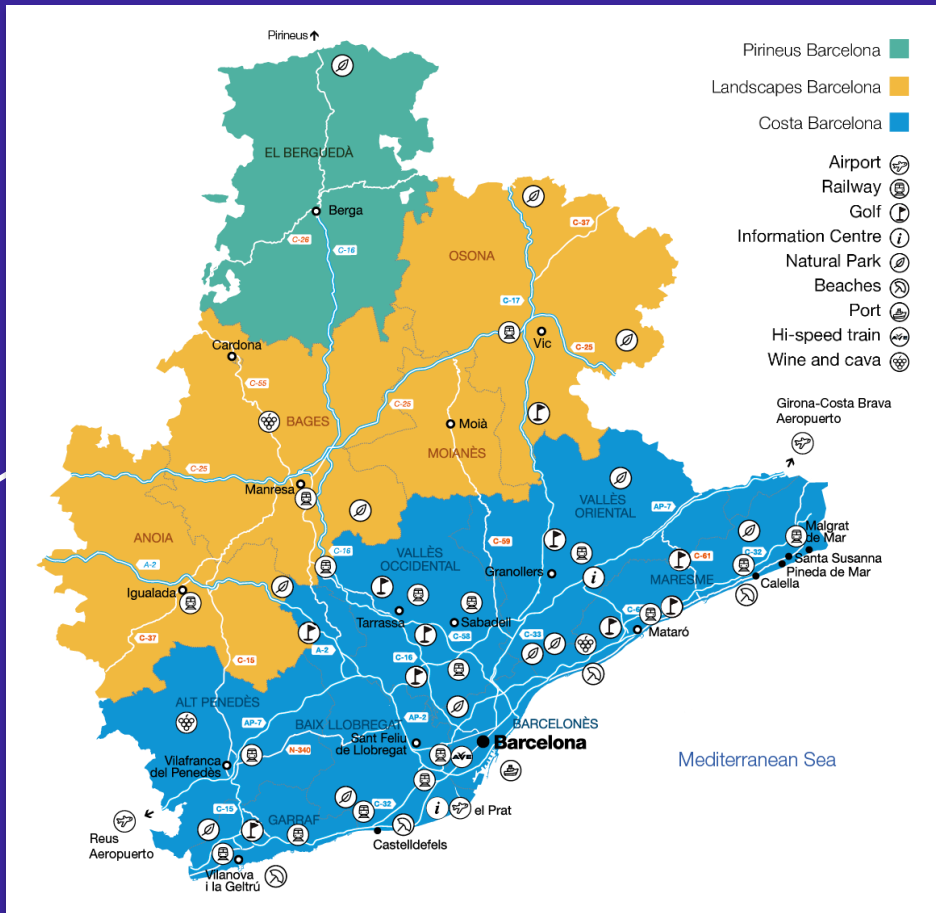 Pirineus
Pirineus Barcelona
Landscapes Barcelona
Costa Barcelona
Airport
Railway
Golf
Information Centre
Natural Park
Beaches
Port
Hi-speed train
Wine and cava
EL BERGUEDÀ
Berga
C-26
C-16
C-37
OSONA
C-17
Vic
C-25
Cardona
C-55
C-25
BAGES
Moià
MOIANÈS
Girona-Costa Brava
Aeropuerto
C-25
Manresa
VALLÈS
ORIENTAL
AP-7
ANOIA
A-2
C-16
VALLÈS
OCCIDENTAL
C-59
Granollers
C-61
C-32
MARESME
Malgrat
de Mar
Santa Susanna
Pineda de Mar
Calella
Igualada
Tarrassa
Sabadell
C-58
C-33
Mataró
C-37
C-15
A-2
C-16
ALT PENEDÈS
AP-7
BAIX LLOBREGAT
AP-2
Sant Feliu
de Llobregat
BARCELONÈS
Barcelona
N-340
Vilafranca
del Penedès
Mediterranean Sea
C-15
C-32
el Prat
GARRAF
Castelldefels
Reus
Aeropuerto
Vilanova
i la Geltrú